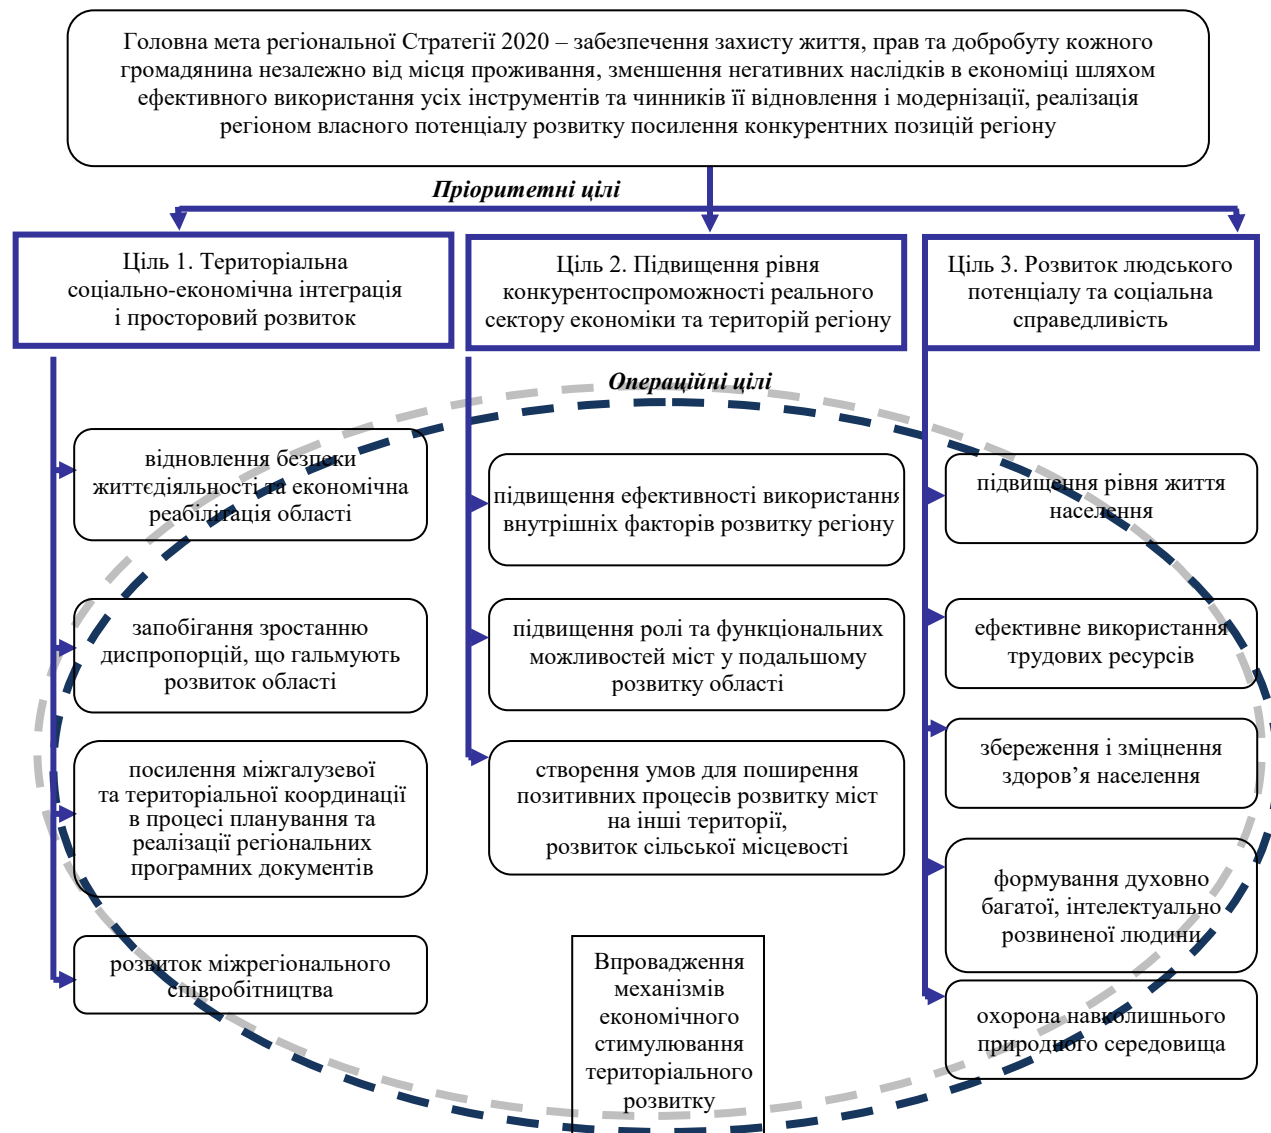 Головна мета регіональної Стратегії 2020 – забезпечення захисту життя, прав та добробуту кожного
громадянина незалежно від місця проживання, зменшення негативних наслідків в економіці шляхом
ефективного використання усіх інструментів та чинників її відновлення і модернізації, реалізація
регіоном власного потенціалу розвитку посилення конкурентних позицій регіону
Пріоритетні цілі
Ціль 1. Територіальна
соціально-економічна інтеграція
і просторовий розвиток
Ціль 2. Підвищення рівня
конкурентоспроможності реального
сектору економіки та територій регіону
Ціль 3. Розвиток людського
потенціалу та соціальна
справедливість
Операційні цілі
відновлення безпеки
життєдіяльності та економічна
реабілітація області
запобігання зростанню
диспропорцій, що гальмують
розвиток області
посилення міжгалузевої
та територіальної координації
в процесі планування та
реалізації регіональних
програмних документів
розвиток міжрегіонального
співробітництва
підвищення ефективності використання
внутрішніх факторів розвитку регіону
підвищення ролі та функціональних
можливостей міст у подальшому
розвитку області
створення умов для поширення
позитивних процесів розвитку міст
на інші території,
розвиток сільської місцевості
Впровадження
механізмів
економічного
стимулювання
територіального
розвитку
підвищення рівня життя
населення
ефективне використання
трудових ресурсів
збереження і зміцнення
здоров’я населення
формування духовно
багатої, інтелектуально
розвиненої людини
охорона навколишнього
природного середовища